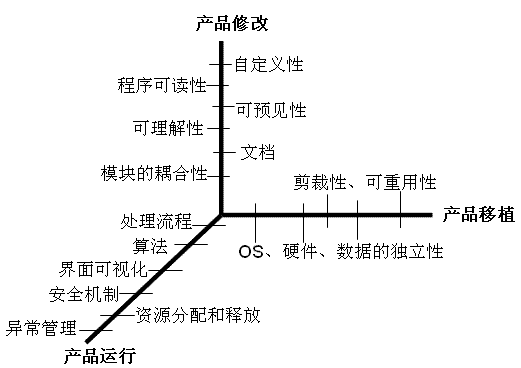 产品修改
自定义性
程序可读性
可预见性
可理解性
文档
模块的耦合性
剪裁性、可重用性
产品移植
处理流程
OS、硬件、数据的独立性
算法
界面可视化
安全机制
资源分配和释放
异常管理
产品运行